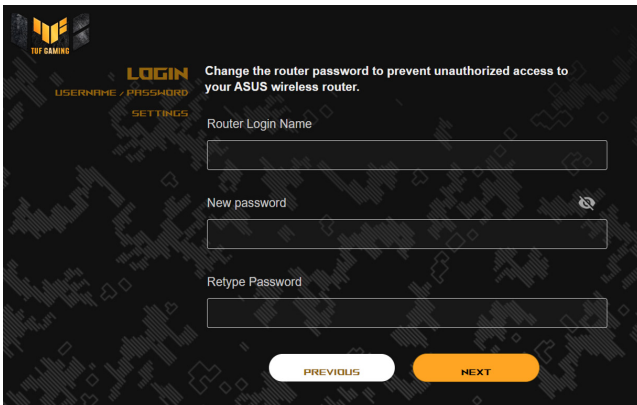 TUF GAMING
LOGIN
USERNAME / PASSWORD
SETTINGS
Change the router password to prevent unauthorized access to
your ASUS wireless router.
Router Login Name
New password
Retype Password
PREVIOUS
NEXT